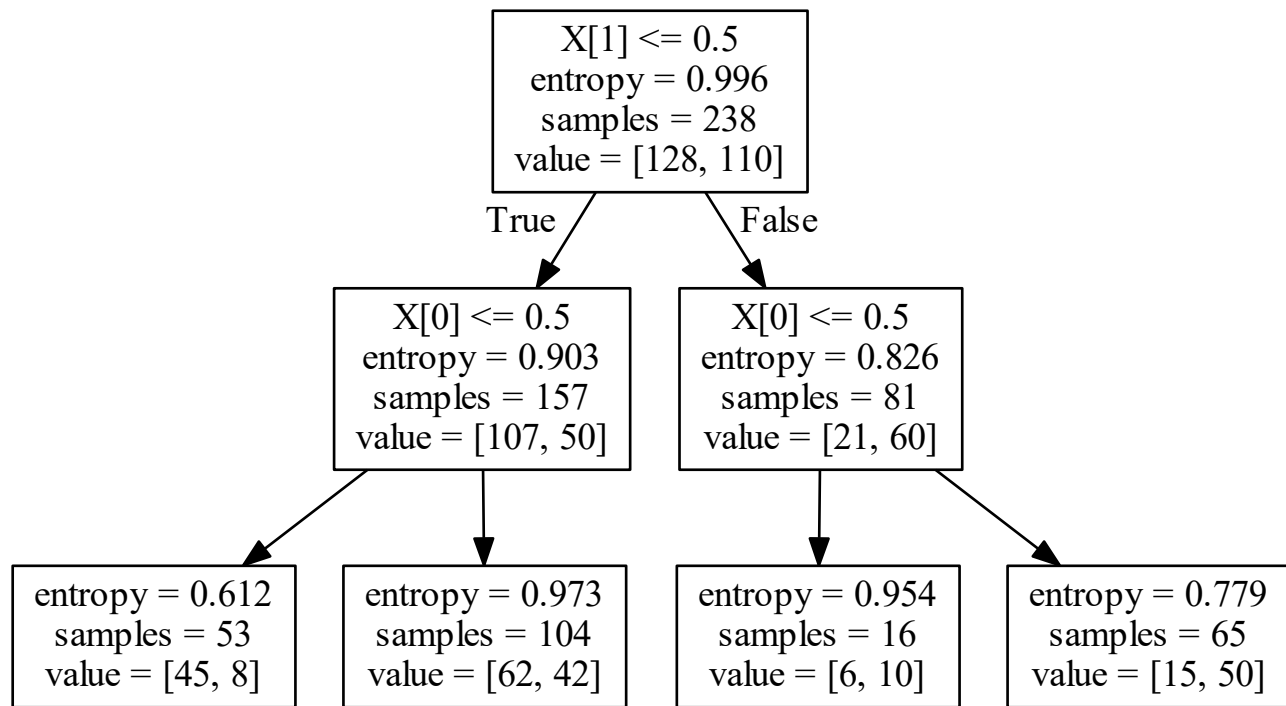 X[1] <= 0.5
entropy = 0.996
samples = 238
value = [128, 110]
True
False
X[0] <= 0.5
entropy = 0.903
samples = 157
value = [107, 50]
X[0] <= 0.5
entropy = 0.826
samples = 81
value = [21, 60]
entropy = 0.612
samples = 53
value = [45, 8]
entropy = 0.973
samples = 104
value = [62, 42]
entropy = 0.954
samples = 16
value = [6, 10]
entropy = 0.779
samples = 65
value = [15, 50]